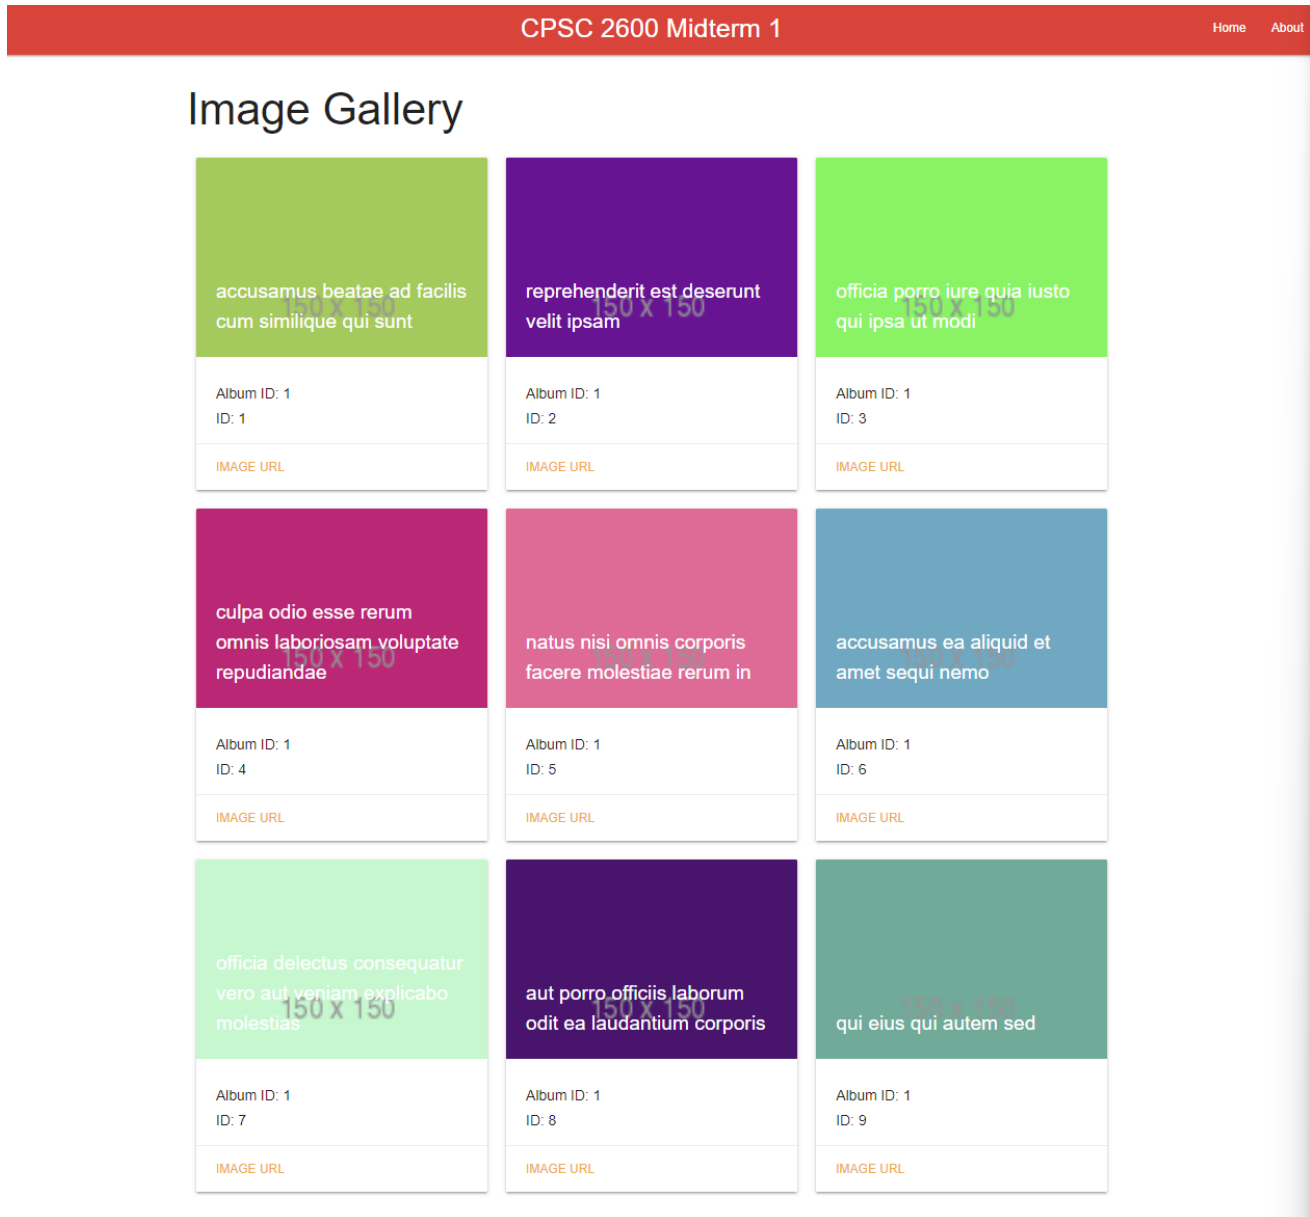 CPSC 2600 Midterm 1
Home About
Image Gallery
accusamus beatae ad facilis
cum similique qui sunt
150 x 150
Album ID: 1
ID: 1
IMAGE URL
reprehenderit est deserunt
velit ipsam
150 x 150
Album ID: 1
ID: 2
IMAGE URL
officia porro iure quia iusto
qui ipsa ut modi
150 x 150
Album ID: 1
ID: 3
IMAGE URL
culpa odio esse rerum
omnis laboriosam voluptate
repudiandae
150 x 150
Album ID: 1
ID: 4
IMAGE URL
natus nisi omnis corporis
facere molestiae rerum in
150 x 150
Album ID: 1
ID: 5
IMAGE URL
accusamus ea aliquid et
amet sequi nemo
150 x 150
Album ID: 1
ID: 6
IMAGE URL
officia delectus consequatur
vero aut veniam explicabo
molestias
150 x 150
Album ID: 1
ID: 7
IMAGE URL
aut porro officiis laborum
odit ea laudantium corporis
150 x 150
Album ID: 1
ID: 8
IMAGE URL
qui eius qui autem sed
150 x 150
Album ID: 1
ID: 9
IMAGE URL